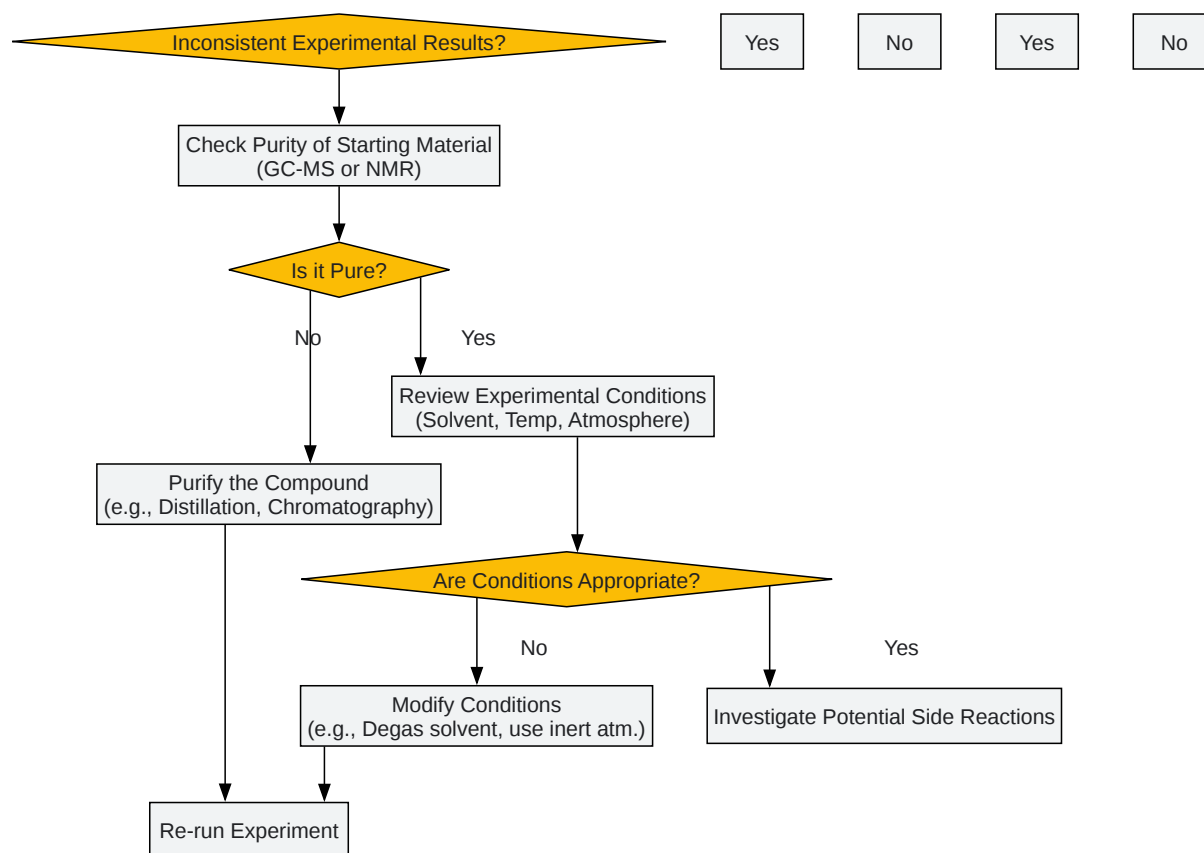 Inconsistent Experimental Results?
Yes
No
Yes
No
Check Purity of Starting Material
(GC-MS or NMR)
Is it Pure?
No
Yes
Review Experimental Conditions
(Solvent, Temp, Atmosphere)
Purify the Compound
(e.g., Distillation, Chromatography)
Are Conditions Appropriate?
No
Yes
Modify Conditions
(e.g., Degas solvent, use inert atm.)
Investigate Potential Side Reactions
Re-run Experiment